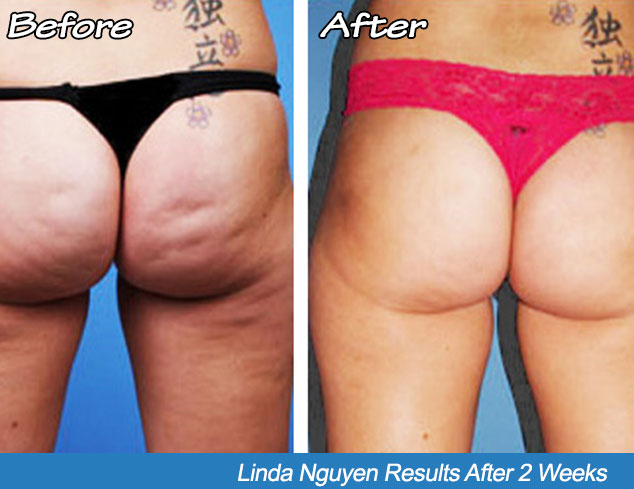 Before
After
独
立
独
立
Linda Nguyen Results After 2 Weeks